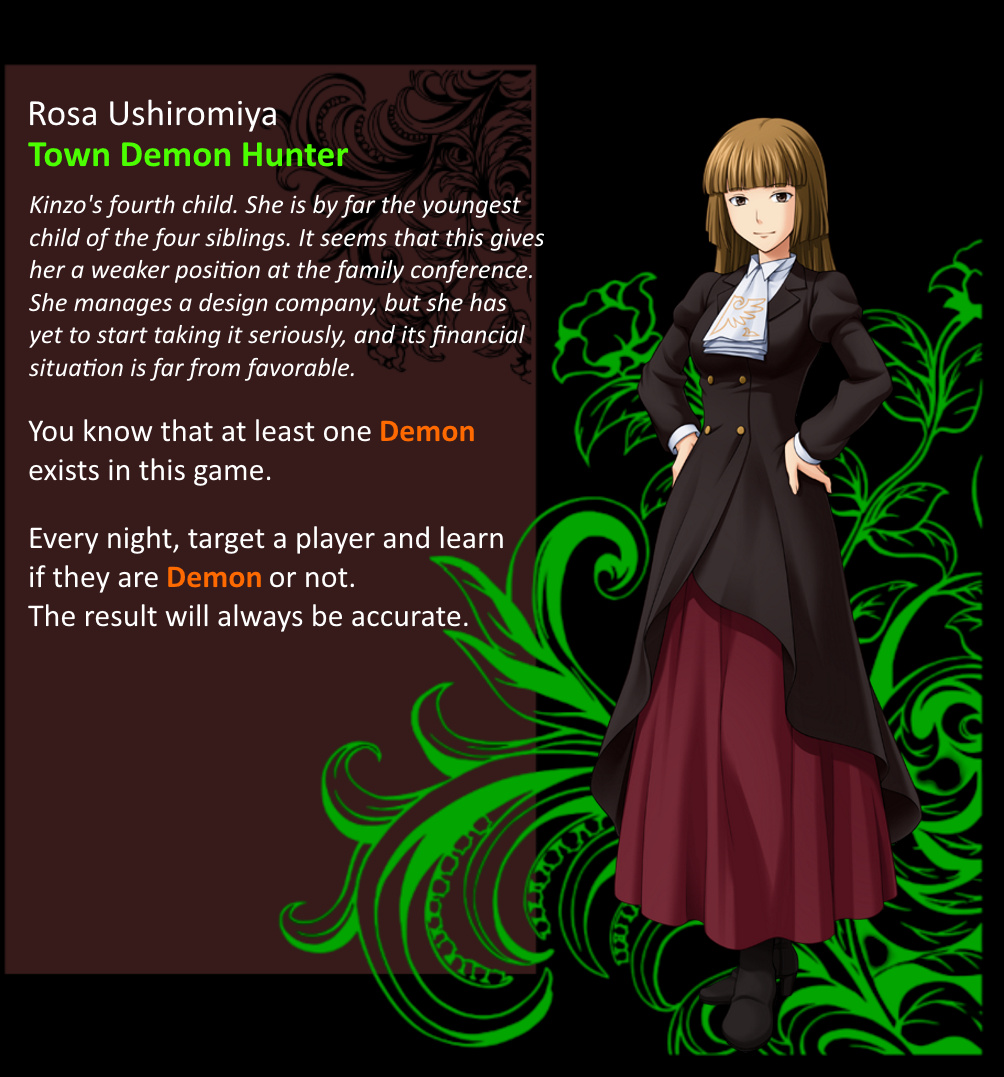 Rosa Ushiromiya
Town Demon Hunter
Kinzo's fourth child. She is by far the youngest
child of the four siblings. It seems that this gives
her a weaker position at the family conference.
She manages a design company, but she has
yet to start taking it seriously, and its financial
situation is far from favorable.
You know that at least one Demon
exists in this game.
Every night, target a player and learn
if they are Demon or not.
The result will always be accurate.